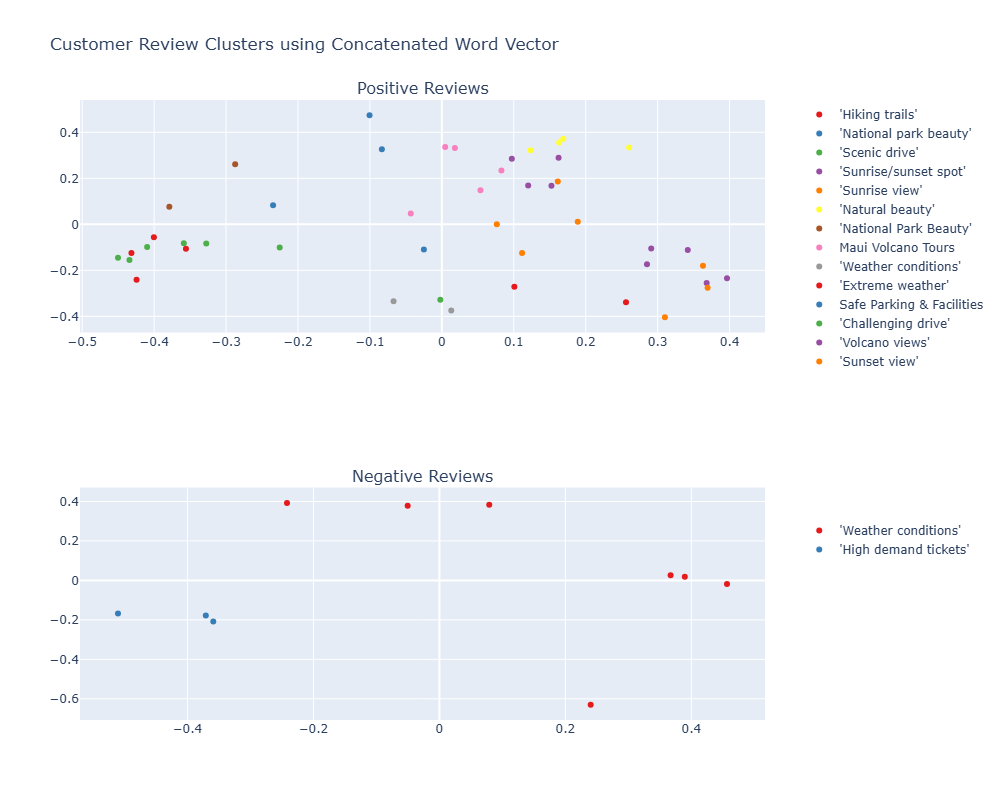 Customer Review Clusters using Concatenated Word Vector
Positive Reviews
0.4
0.2
0
−0.2
−0.4
−0.5 −0.4 −0.3 −0.2 −0.1 0 0.1 0.2 0.3 0.4
'Hiking trails'
'National park beauty'
'Scenic drive'
'Sunrise/sunset spot'
'Sunrise view'
'Natural beauty'
'National Park Beauty'
Maui Volcano Tours
'Weather conditions'
'Extreme weather'
Safe Parking & Facilities
'Challenging drive'
'Volcano views'
'Sunset view'
Negative Reviews
0.4
0.2
0
−0.2
−0.4
−0.6
−0.4 −0.2 0 0.2 0.4
'Weather conditions'
'High demand tickets'